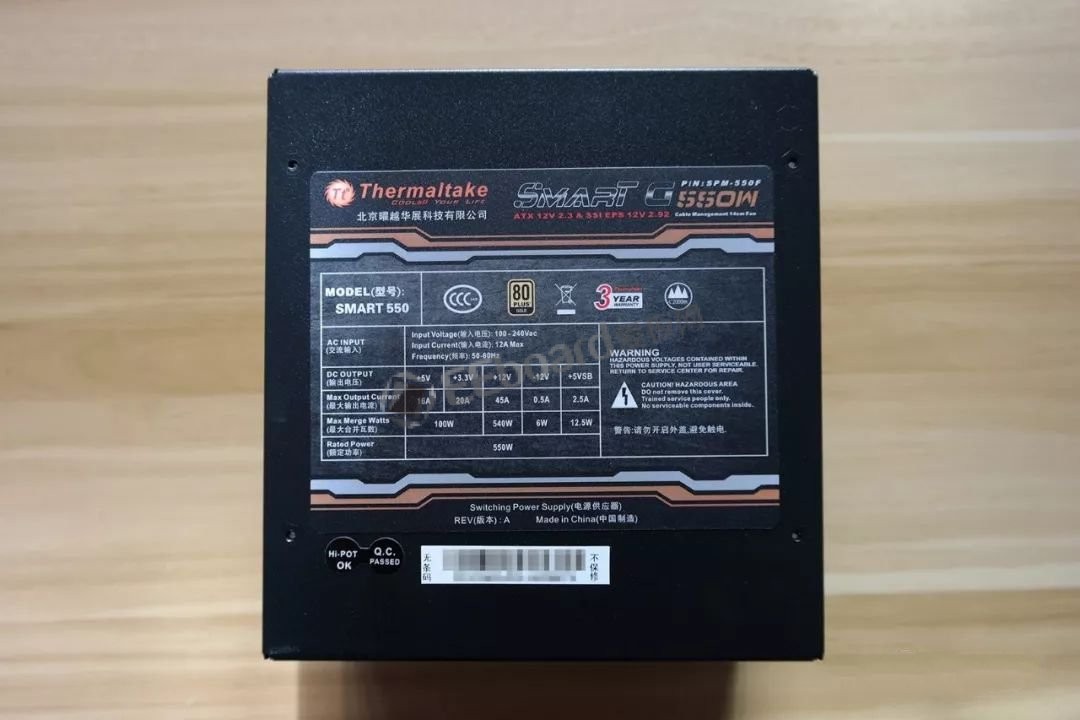 Thermaltake
COOLall YOUR LIFE
北京曜越华展科技有限公司
SMART G
P/N:SPM-550F
550W
ATX 12V 2.3 & SSI EPS 12V 2.92
Cable Management 14cm Fan
MODEL(型号):
SMART 550
CCC
80
PLUS
GOLD
3 YEAR
WARRANTY
≤2000m
AC INPUT
(交流输入)
Input Voltage(输入电压): 100 - 240Vac
Input Current(输入电流): 12A Max
Frequency(频率): 50-60Hz
DC OUTPUT
(输出电压)
+5V +3.3V +12V -12V +5VSB
Max Output Current
(最大输出电流)
16A 20A 45A 0.5A 2.5A
Max Merge Watts
(最大合并瓦数)
100W 540W 6W 12.5W
Rated Power
(额定功率)
550W
WARNING
HAZARDOUS VOLTAGES CONTAINED WITHIN
THIS POWER SUPPLY, NOT USER SERVICEABLE.
RETURN TO SERVICE CENTER FOR REPAIR.
CAUTION! HAZARDOUS AREA
DO not remove this cover.
Trained service people only.
No serviceable components inside.
警告:请勿开启外盖,避免触电.
Switching Power Supply(电源供应器)
REV(版本) : A Made in China(中国制造)
Hi-POT
OK
Q.C.
PASSED
无条码
不保修